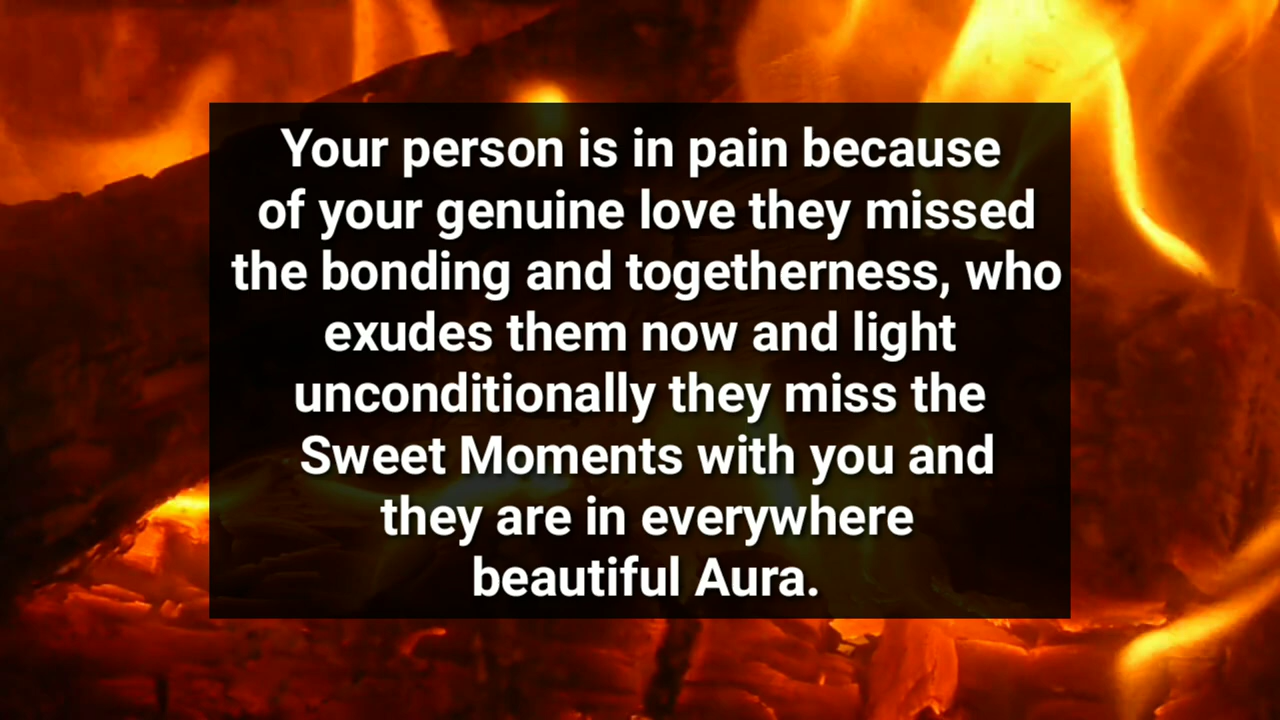 Your person is in pain because
of your genuine love they missed
the bonding and togetherness, who
exudes them now and light
unconditionally they miss the
Sweet Moments with you and
they are in everywhere
beautiful Aura.